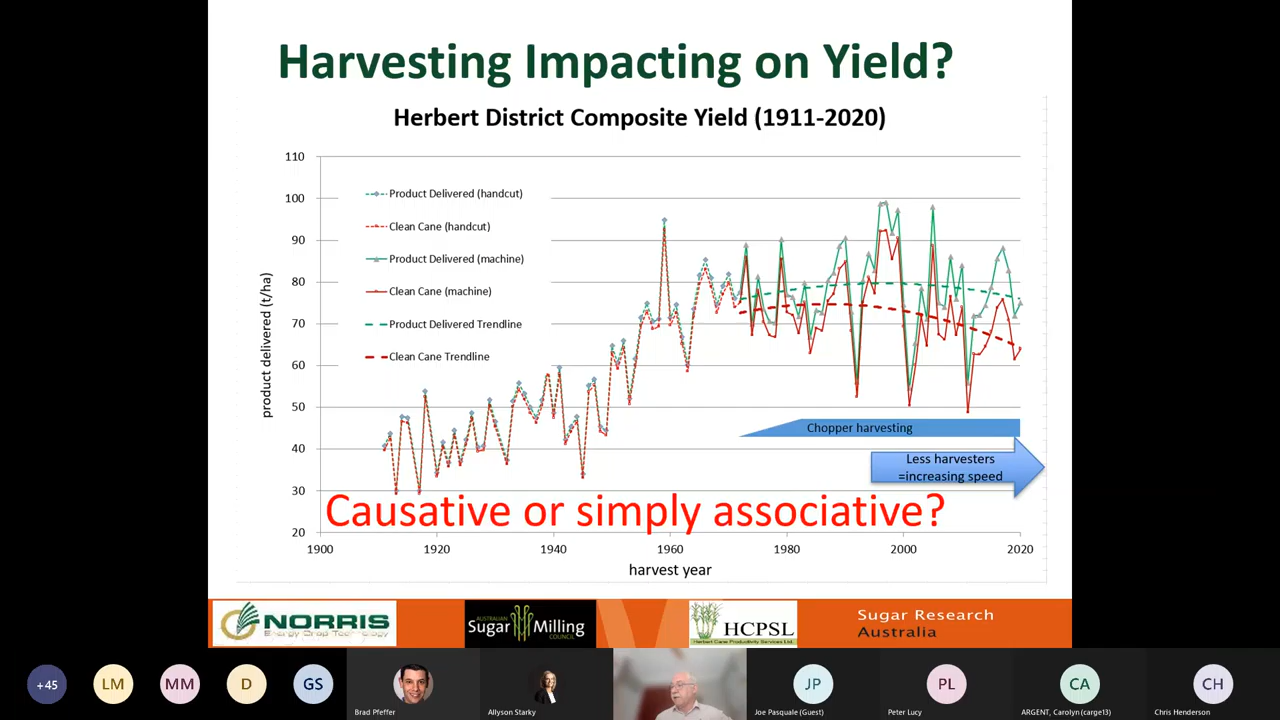 Harvesting Impacting on Yield?
Herbert District Composite Yield (1911-2020)
110
100
90
80
70
60
50
40
30
20
product delivered (t/ha)
Product Delivered (handcut)
Clean Cane (handcut)
Product Delivered (machine)
Clean Cane (machine)
Product Delivered Trendline
Clean Cane Trendline
Chopper harvesting
Less harvesters
=increasing speed
Causative or simply associative?
1900
1920
1940
1960
1980
2000
2020
harvest year
NORRIS
Energy Crop Technology
AUSTRALIAN
Sugar Milling
COUNCIL
HCPSL
Herbert Cane Productivity Services Ltd.
Sugar Research
Australia
+45
LM
MM
D
GS
Brad Pfeffer
Allyson Starky
JP
Joe Pasquale (Guest)
PL
Peter Lucy
CA
ARGENT, Carolyn (carge13)
CH
Chris Henderson